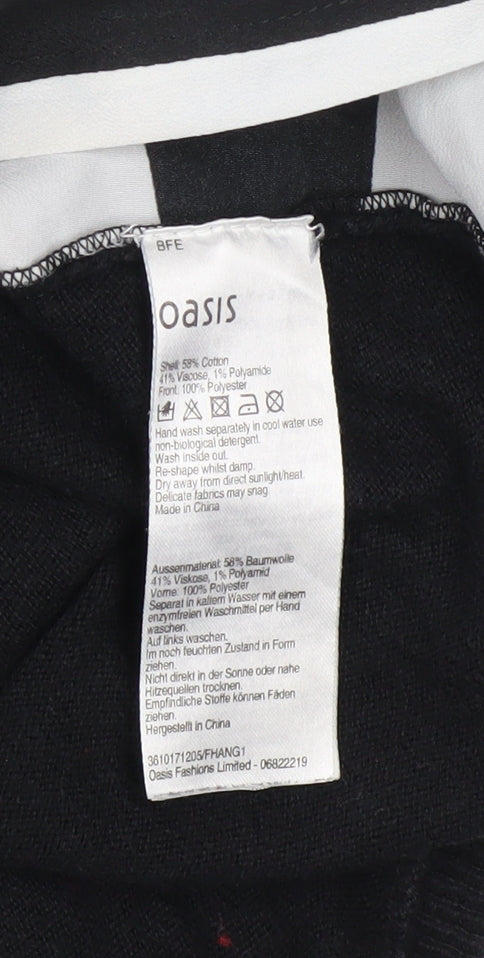 BFE
oasis
Shell: 58% Cotton
41% Viscose, 1% Polyamide
Front: 100% Polyester
Hand wash separately in cool water use
non-biological detergent.
Wash inside out.
Re-shape whilst damp.
Dry away from direct sunlight/heat.
Delicate fabrics may snag
Made in China
Aussenmaterial: 58% Baumwolle
41% Viskose, 1% Polyamid
Vorne: 100% Polyester
Separat in kaltem Wasser mit einem
enzymfreien Waschmittel per Hand
waschen.
Auf links waschen.
Im noch feuchten Zustand in Form
ziehen.
Nicht direkt in der Sonne oder nahe
Hitzequellen trocknen.
Empfindliche Stoffe können Fäden
ziehen.
Hergestellt in China
3610171205/FHANG1
Oasis Fashions Limited - 06822219